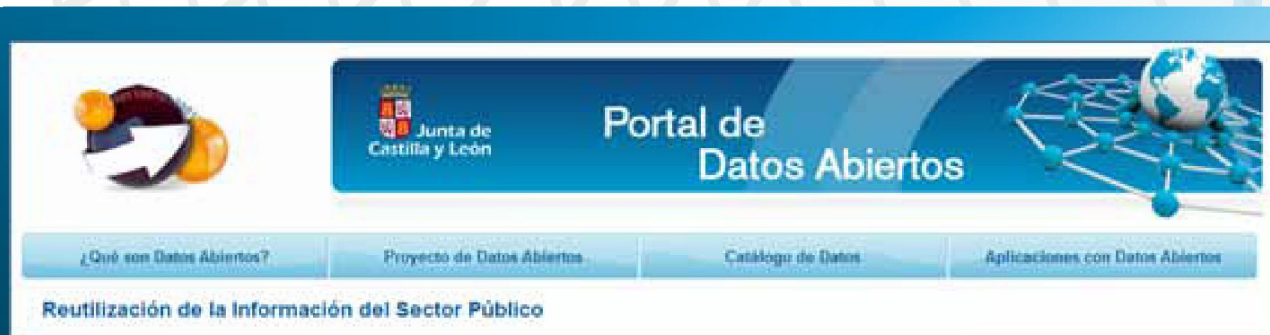 Junta de
Castilla y León
Portal de
Datos Abiertos
¿Qué son Datos Abiertos?
Proyecto de Datos Abiertos
Catálogo de Datos
Aplicaciones con Datos Abiertos
Reutilización de la Información del Sector Público